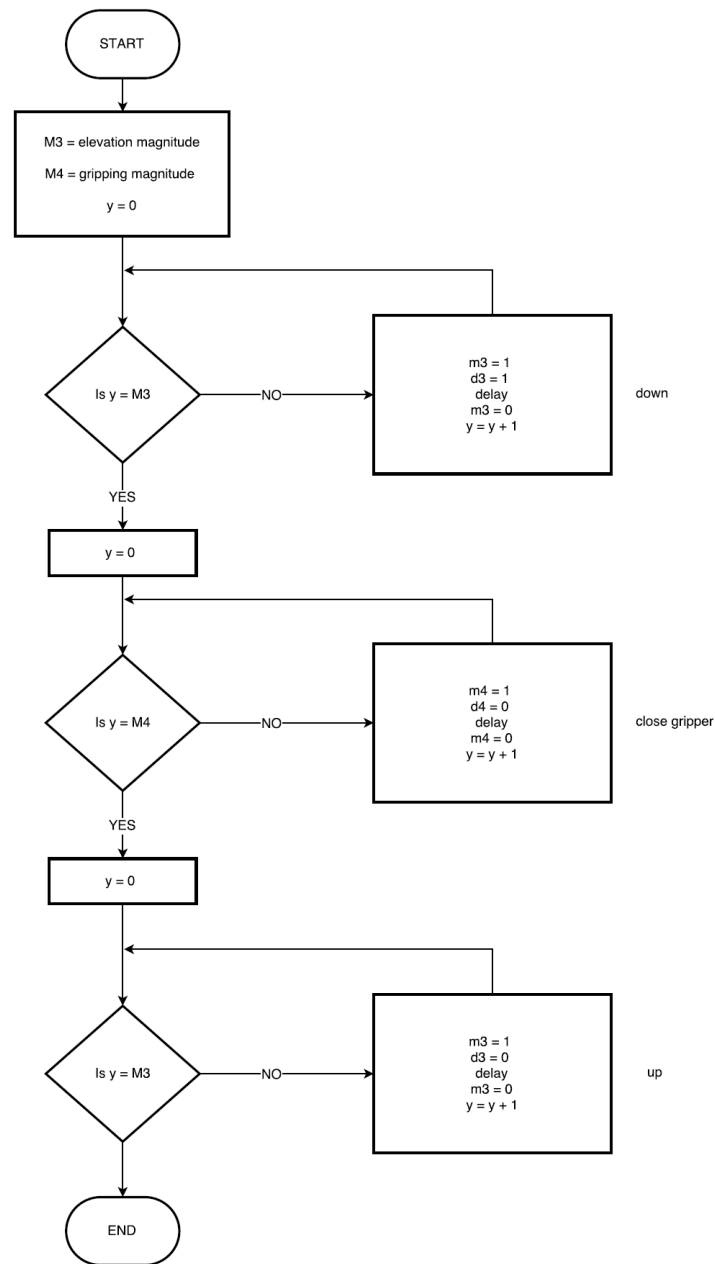 START
M3 = elevation magnitude
M4 = gripping magnitude
y = 0
Is y = M3
NO
m3 = 1
d3 = 1
delay
m3 = 0
y = y + 1
down
YES
y = 0
Is y = M4
NO
m4 = 1
d4 = 0
delay
m4 = 0
y = y + 1
close gripper
YES
y = 0
Is y = M3
NO
m3 = 1
d3 = 0
delay
m3 = 0
y = y + 1
up
END